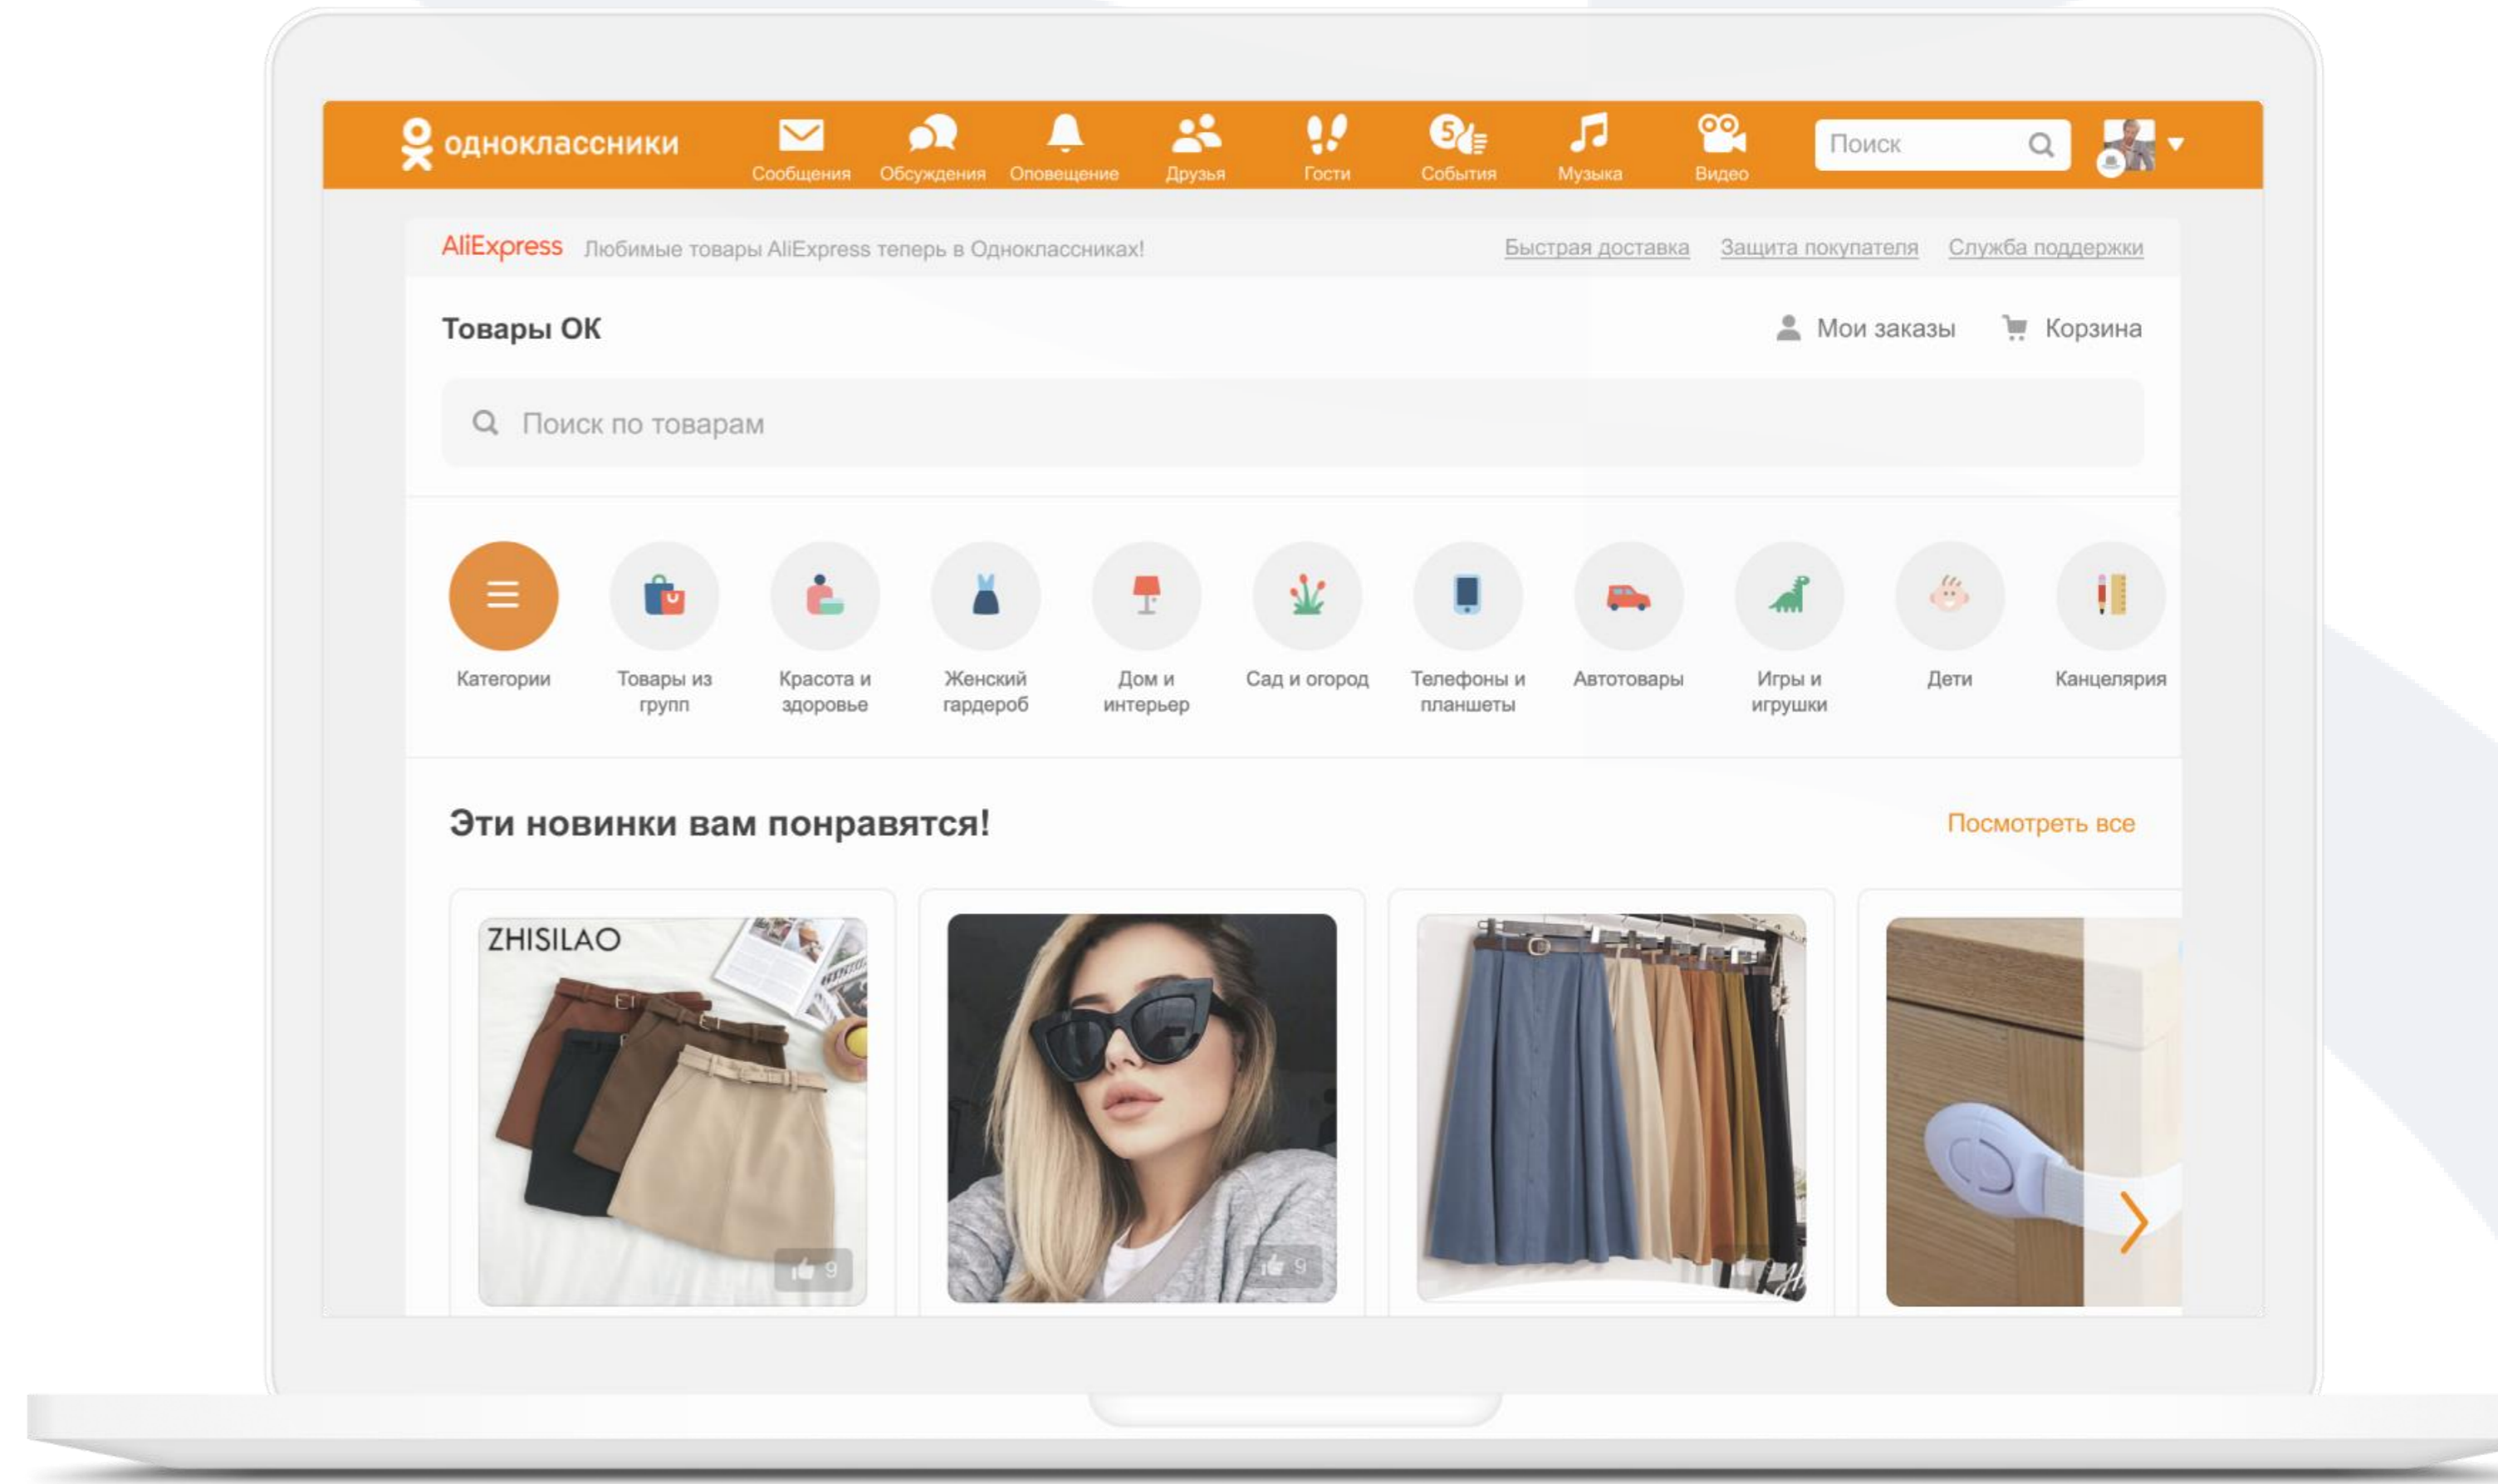 одноклассники
Сообщения
Обсуждения
Оповещение
Друзья
Гости
5
События
Музыка
Видео
Поиск
AliExpress Любимые товары AliExpress теперь в Одноклассниках!
Быстрая доставка Защита покупателя Служба поддержки
Товары ОК
Мои заказы
Корзина
Поиск по товарам
Категории
Товары из
групп
Красота и
здоровье
Женский
гардероб
Дом и
интерьер
Сад и огород
Телефоны и
планшеты
Автотовары
Игры и
игрушки
Дети
Канцелярия
Эти новинки вам понравятся!
Посмотреть все
ZHISILAO
9
9
9